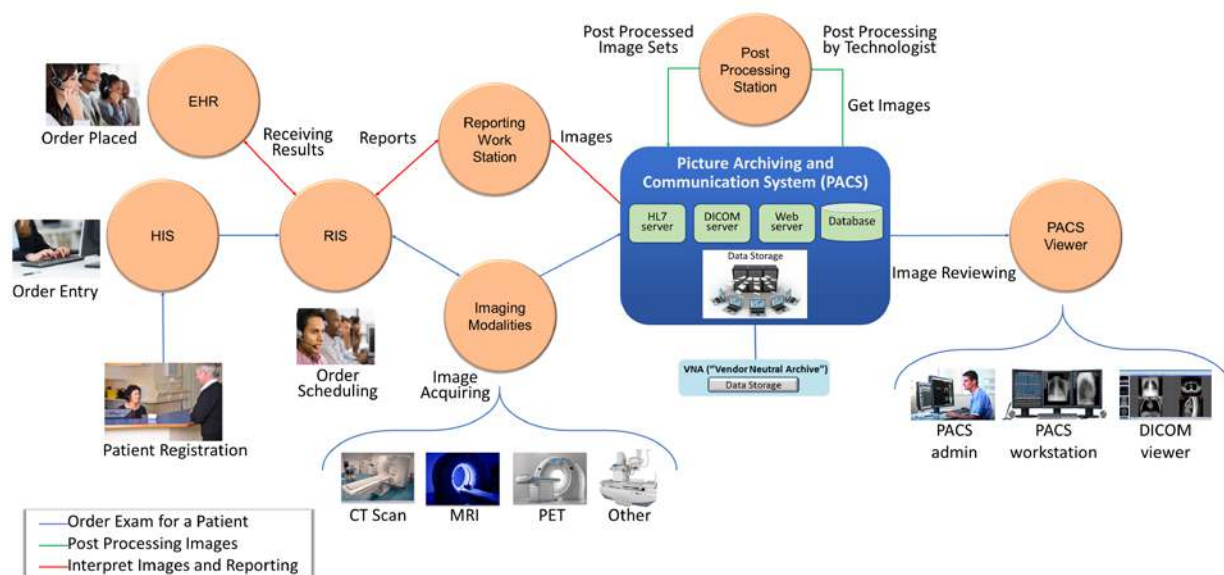 Post Processed
Image Sets
Post
Processing
Station
Post Processing
by Technologist
Get Images
EHR
Order Placed
Receiving
Results
Reports
Reporting
Work
Station
Images
Picture Archiving and
Communication System (PACS)
HL7
server
DICOM
server
Web
server
Database
Data Storage
HIS
Order Entry
RIS
Order
Scheduling
Imaging
Modalities
Image
Acquiring
Image Reviewing
PACS
Viewer
VNA ("Vendor Neutral Archive")
Data Storage
Patient Registration
CT Scan
MRI
PET
Other
PACS
admin
PACS
workstation
DICOM
viewer
Order Exam for a Patient
Post Processing Images
Interpret Images and Reporting